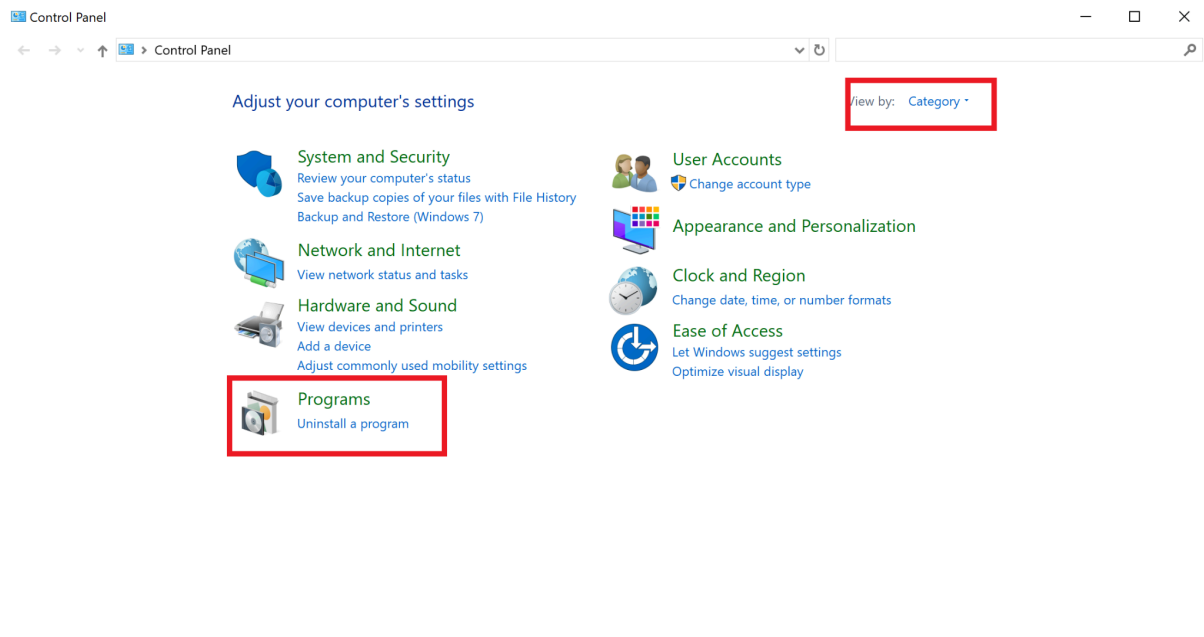 Control Panel
Control Panel
Adjust your computer's settings
View by: Category
System and Security
Review your computer's status
Save backup copies of your files with File History
Backup and Restore (Windows 7)
Network and Internet
View network status and tasks
Hardware and Sound
View devices and printers
Add a device
Adjust commonly used mobility settings
Programs
Uninstall a program
User Accounts
Change account type
Appearance and Personalization
Clock and Region
Change date, time, or number formats
Ease of Access
Let Windows suggest settings
Optimize visual display